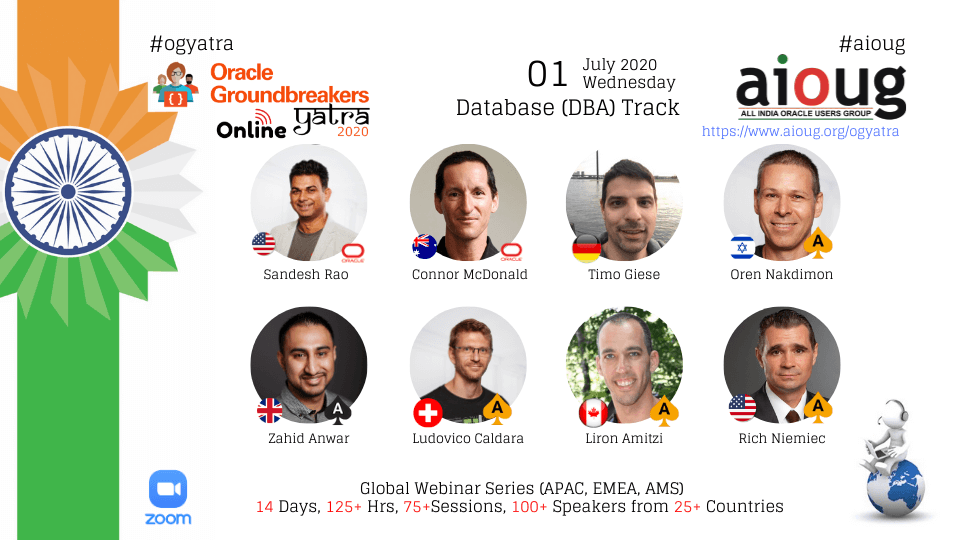 #ogyatra
#aioug
Oracle
Groundbreakers
Online yatra
2020
01
July 2020
Wednesday
Database (DBA) Track
aioug
ALL INDIA ORACLE USERS GROUP
https://www.aioug.org/ogyatra
ORACLE
ORACLE
A
Sandesh Rao
Connor McDonald
Timo Giese
Oren Nakdimon
A
A
A
A
Zahid Anwar
Ludovico Caldara
Liron Amitzi
Rich Niemiec
zoom
Global Webinar Series (APAC, EMEA, AMS)
14 Days, 125+ Hrs, 75+Sessions, 100+ Speakers from 25+ Countries